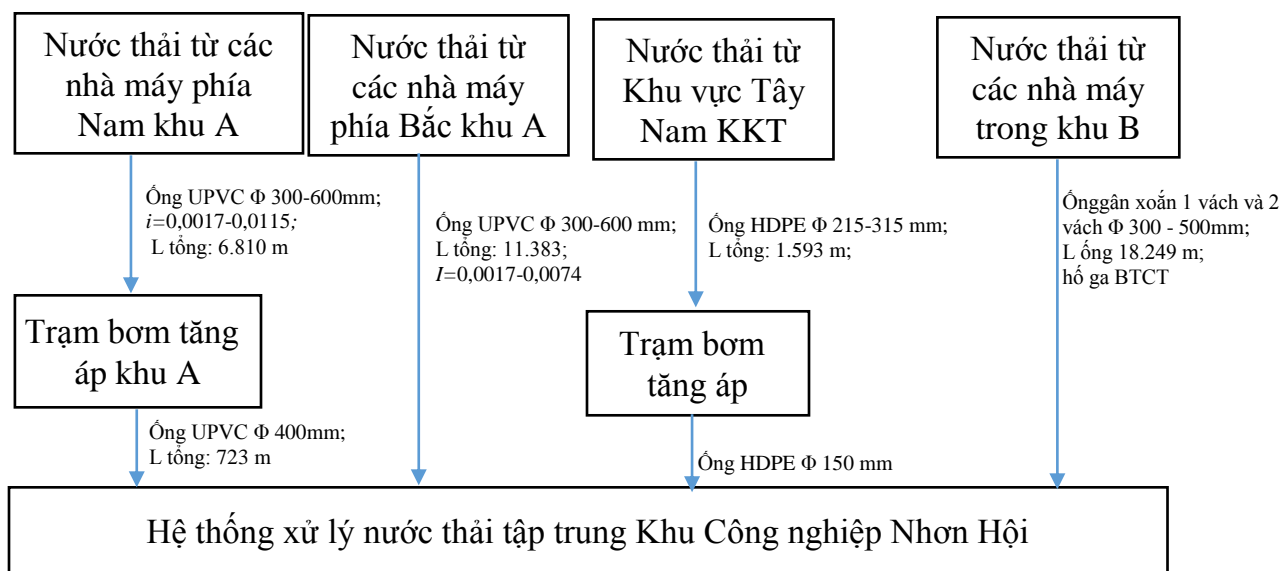 Nước thải từ các
nhà máy phía
Nam khu A
Nước thải từ
các nhà máy
phía Bắc khu A
Nước thải từ
Khu vực Tây
Nam KKT
Nước thải từ
các nhà máy
trong khu B
Ống UPVC Φ 300-600mm;
i=0,0017-0,0115;
L tổng: 6.810 m
Ống UPVC Φ 300-600 mm;
L tổng: 11.383;
I=0,0017-0,0074
Ống HDPE Φ 215-315 mm;
L tổng: 1.593 m;
Ốnggân xoắn 1 vách và 2
vách Φ 300 - 500mm;
L ống 18.249 m;
hố ga BTCT
Trạm bơm tăng
áp khu A
Trạm bơm
tăng áp
Ống UPVC Φ 400mm;
L tổng: 723 m
Ống HDPE Φ 150 mm
Hệ thống xử lý nước thải tập trung Khu Công nghiệp Nhơn Hội